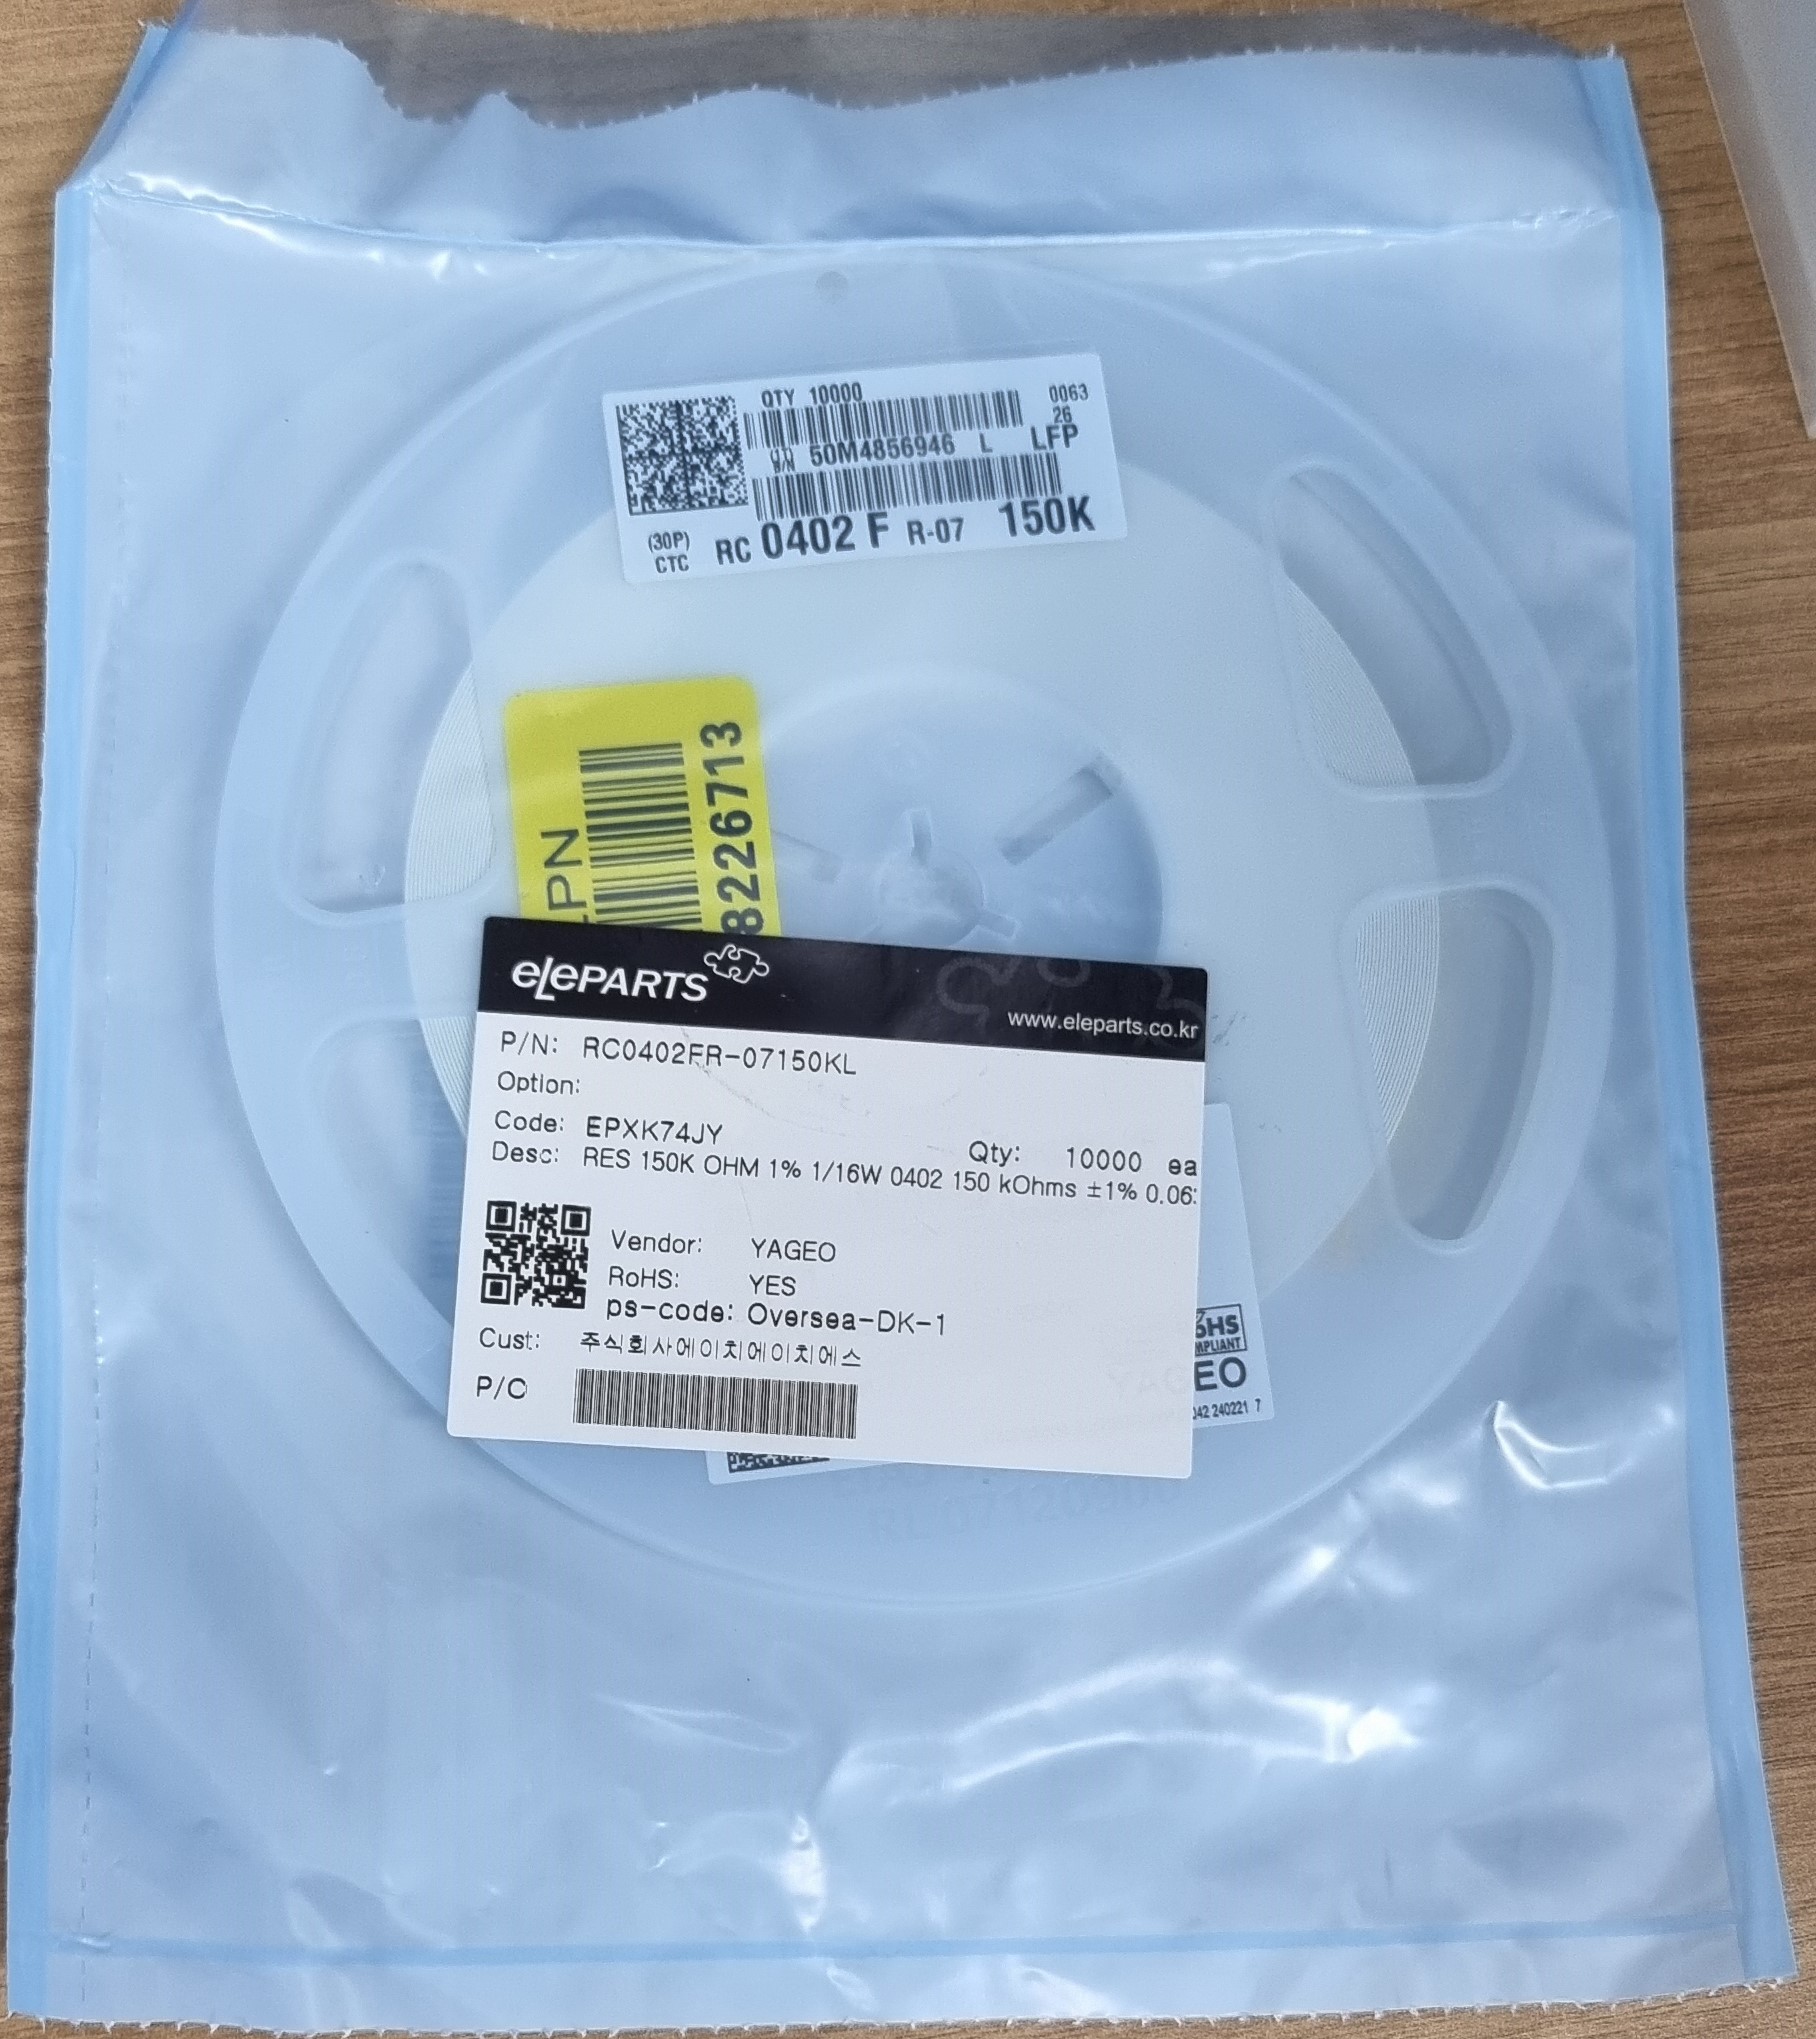 QTY 10000
0063
26
50M4856946 L LFP
(30P)
CTC
RC 0402 F R-07 150K
8226713
eLePARTS
www.eleparts.co.kr
P/N: RC0402FR-07150KL
Option:
Code: EPXK74JY
Qty: 10000 ea
Desc: RES 150K OHM 1% 1/16W 0402 150 kOhms ±1% 0.06
Vendor: YAGEO
RoHS: YES
ps-code: Oversea-DK-1
Cust: 주식회사에이치에이치에스
P/O
240221 7